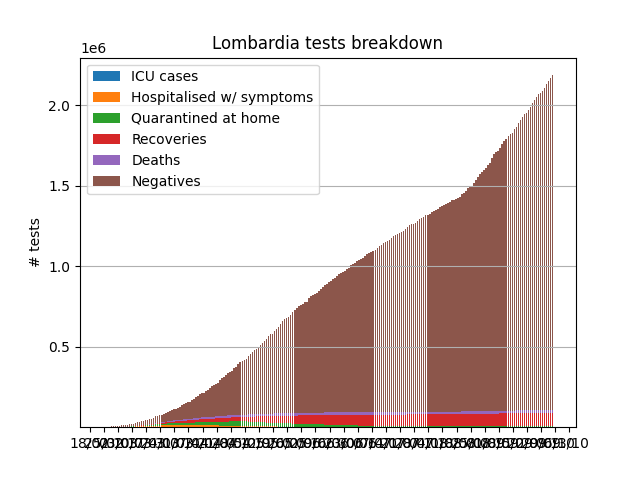 Lombardia tests breakdown
1e6
ICU cases
Hospitalised w/ symptoms
Quarantined at home
Recoveries
Deaths
Negatives
2.0
1.5
1.0
0.5
# tests